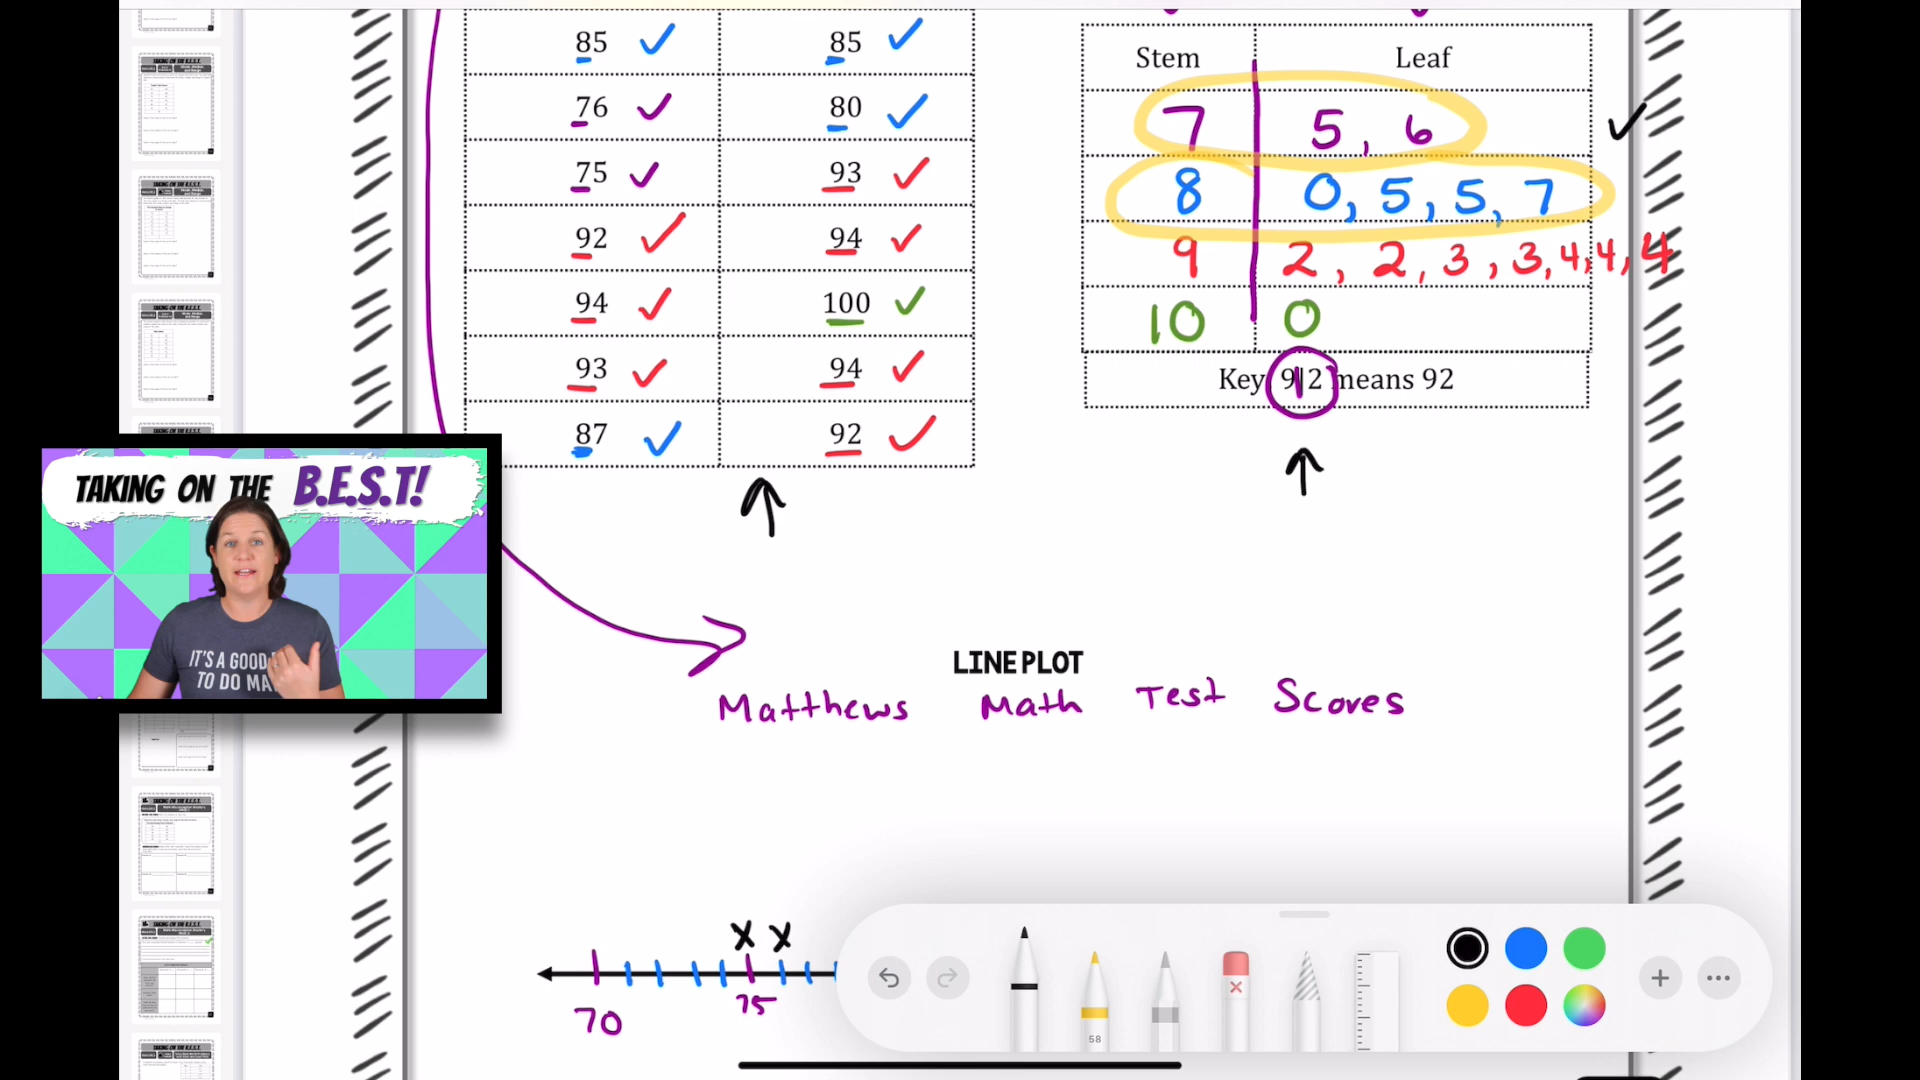 85 85
76 80
75 93
92 94
94 100
93 94
87 92
Stem Leaf
7 5, 6
8 0, 5, 5, 7
9 2, 2, 3, 3, 4, 4, 4
10 0
Key 9|2 means 92
TAKING ON THE B.E.S.T!
IT'S A GOOD
TO DO
LINE PLOT
Matthews Math Test Scores
X X
70 75
58